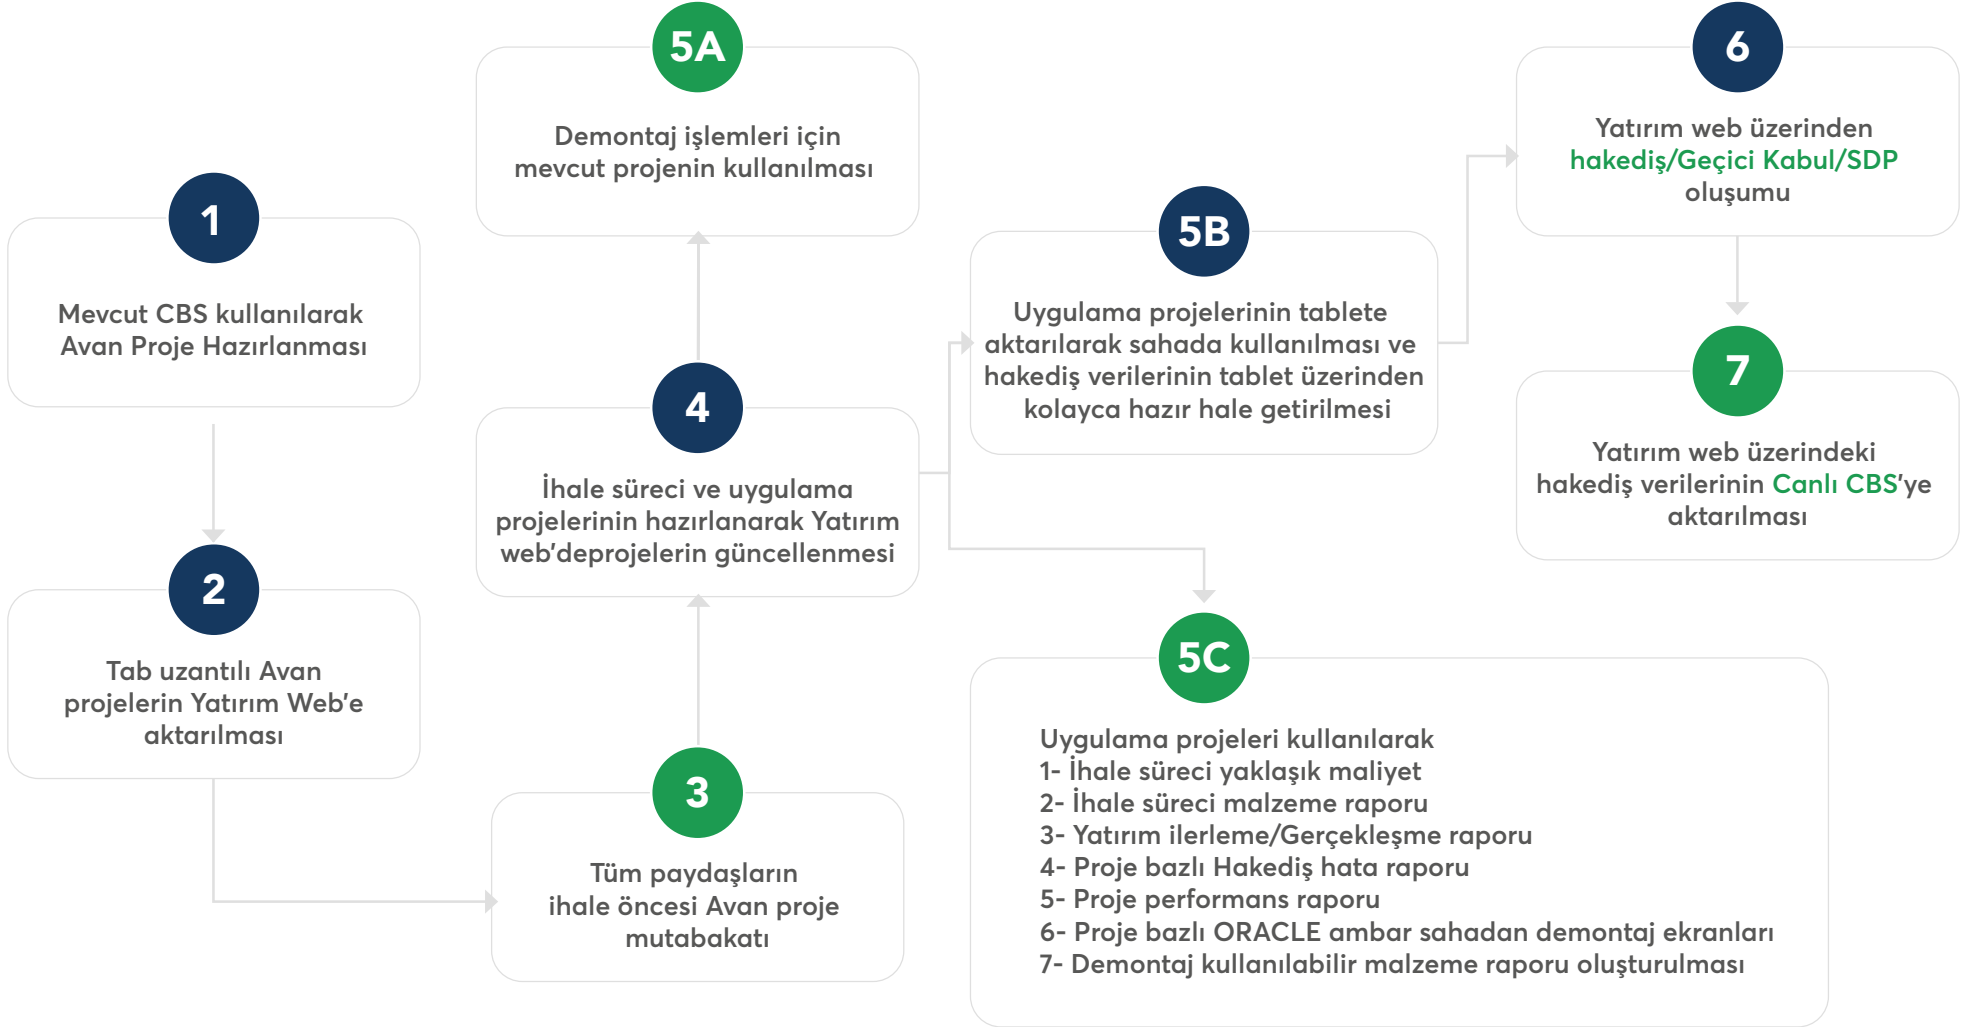 1
Mevcut CBS kullanılarak
Avan Proje Hazırlanması
2
Tab uzantılı Avan
projelerin Yatırım Web'e
aktarılması
3
Tüm paydaşların
ihale öncesi Avan proje
mutabakatı
4
İhale süreci ve uygulama
projelerinin hazırlanarak Yatırım
web'deprojelerin güncellenmesi
5A
Demontaj işlemleri için
mevcut projenin kullanılması
5B
Uygulama projelerinin tablete
aktarılarak sahada kullanılması ve
hakediş verilerinin tablet üzerinden
kolayca hazır hale getirilmesi
5C
Uygulama projeleri kullanılarak
1- İhale süreci yaklaşık maliyet
2- İhale süreci malzeme raporu
3- Yatırım ilerleme/Gerçekleşme raporu
4- Proje bazlı Hakediş hata raporu
5- Proje performans raporu
6- Proje bazlı ORACLE ambar sahadan demontaj ekranları
7- Demontaj kullanılabilir malzeme raporu oluşturulması
6
Yatırım web üzerinden
hakediş/Geçici Kabul/SDP
oluşumu
7
Yatırım web üzerindeki
hakediş verilerinin Canlı CBS'ye
aktarılması